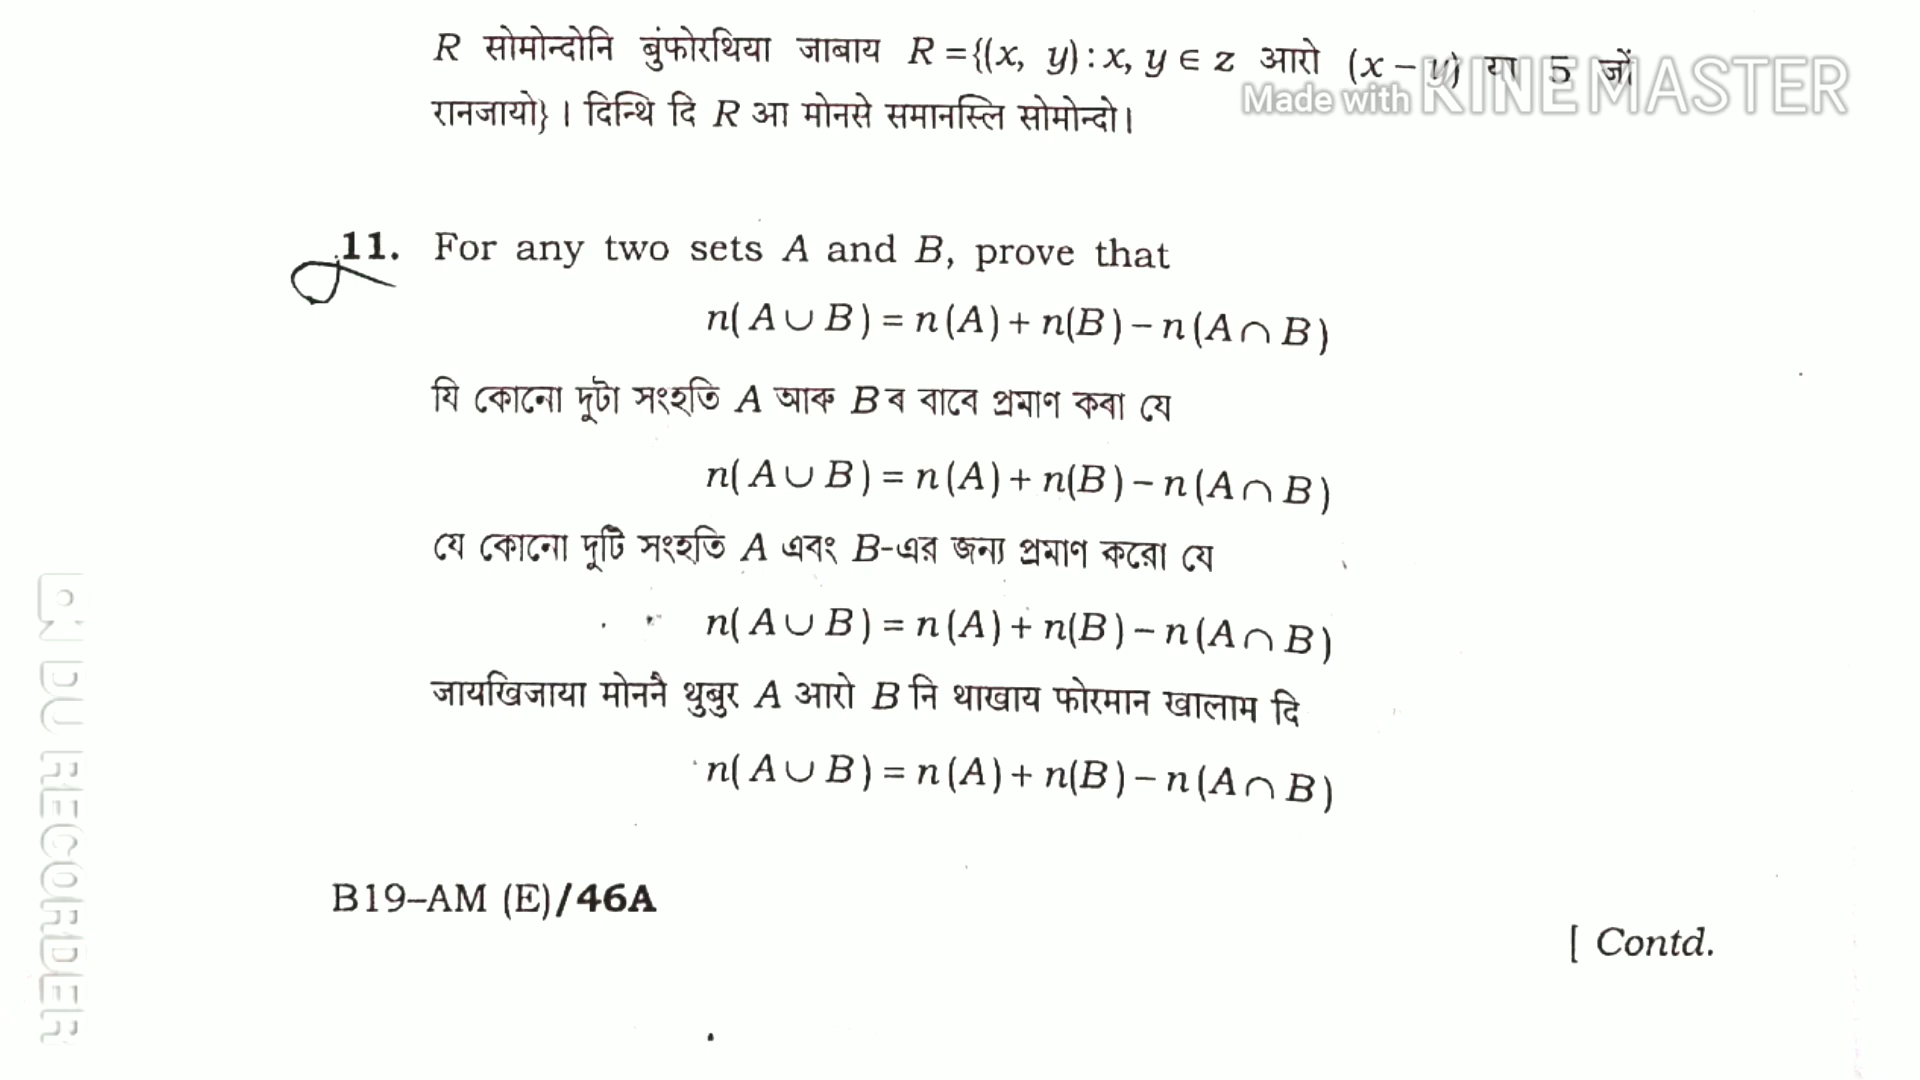 R सोमोन्दोनि बुंफोरथिया जाबाय R = {(x, y) : x, y ∈ z आरो (x − y) या 5 जों
Made with KINEMASTER
रानजायो} । दिन्थि दि R आ मोनसे समानस्लि सोमोन्दो।
11. For any two sets A and B, prove that
n(A ∪ B) = n(A) + n(B) − n(A ∩ B)
যি কোনো দুটা সংহতি A আৰু B ৰ বাবে প্ৰমাণ কৰা যে
n(A ∪ B) = n(A) + n(B) − n(A ∩ B)
যে কোনো দুটি সংহতি A এবং B-এর জন্য প্রমাণ করো যে
n(A ∪ B) = n(A) + n(B) − n(A ∩ B)
जायखिजाया मोननै थुबुर A आरो B नि थाखाय फोरमान खालाम दि
n(A ∪ B) = n(A) + n(B) − n(A ∩ B)
B19–AM (E)/46A
[ Contd.
DU RECORDER